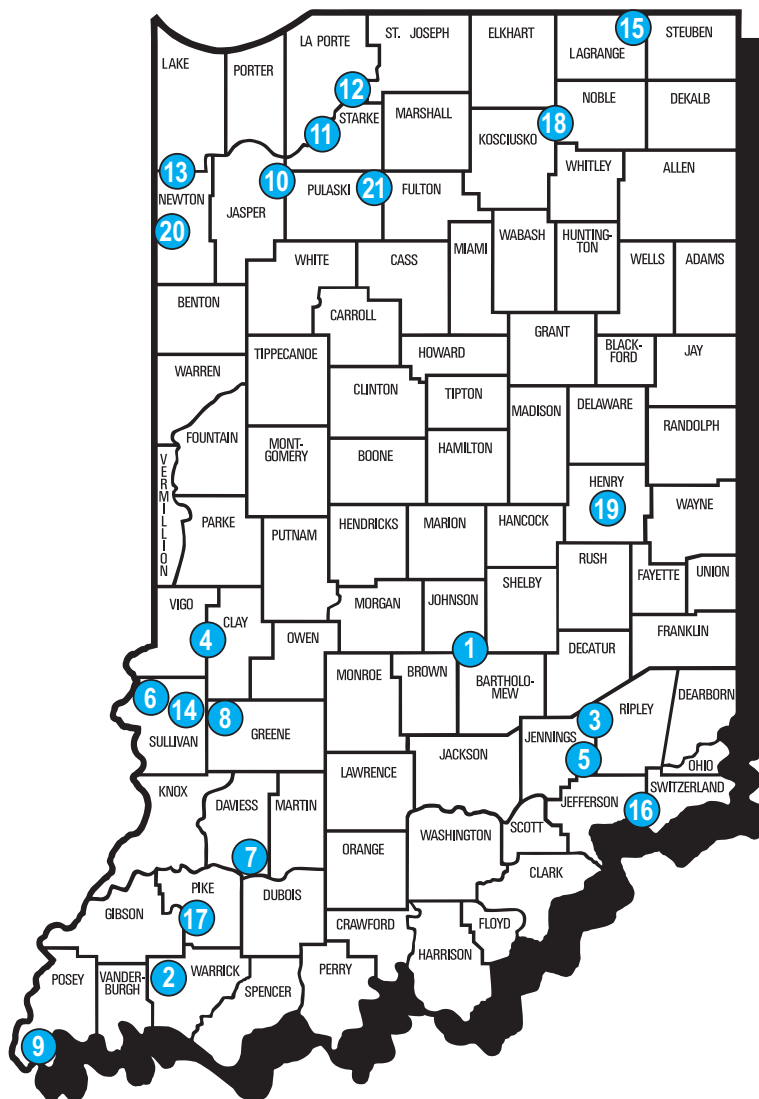 15
LA PORTE
ST. JOSEPH
ELKHART
STEUBEN
LAGRANGE
LAKE
PORTER
12
NOBLE
DEKALB
STARKE
MARSHALL
18
11
KOSCIUSKO
WHITLEY
ALLEN
13
10
21
NEWTON
PULASKI
FULTON
JASPER
20
WABASH
HUNTING-
TON
WHITE
CASS
MIAMI
WELLS
ADAMS
BENTON
CARROLL
GRANT
BLACK-
FORD
JAY
TIPPECANOE
HOWARD
WARREN
CLINTON
TIPTON
MADISON
DELAWARE
RANDOLPH
FOUNTAIN
MONT-
GOMERY
BOONE
HAMILTON
VERMILLION
HENRY
WAYNE
19
PARKE
PUTNAM
HENDRICKS
MARION
HANCOCK
RUSH
FAYETTE
UNION
SHELBY
VIGO
CLAY
MORGAN
JOHNSON
4
OWEN
FRANKLIN
1
DECATUR
MONROE
BROWN
BARTHOLO-
MEW
DEARBORN
6
14
8
3
RIPLEY
SULLIVAN
GREENE
JENNINGS
JACKSON
5
OHIO
LAWRENCE
KNOX
DAVIESS
MARTIN
SWITZERLAND
JEFFERSON
16
WASHINGTON
SCOTT
ORANGE
7
CLARK
PIKE
DUBOIS
GIBSON
17
CRAWFORD
FLOYD
HARRISON
POSEY
VANDER-
BURGH
2
WARRICK
PERRY
SPENCER
9